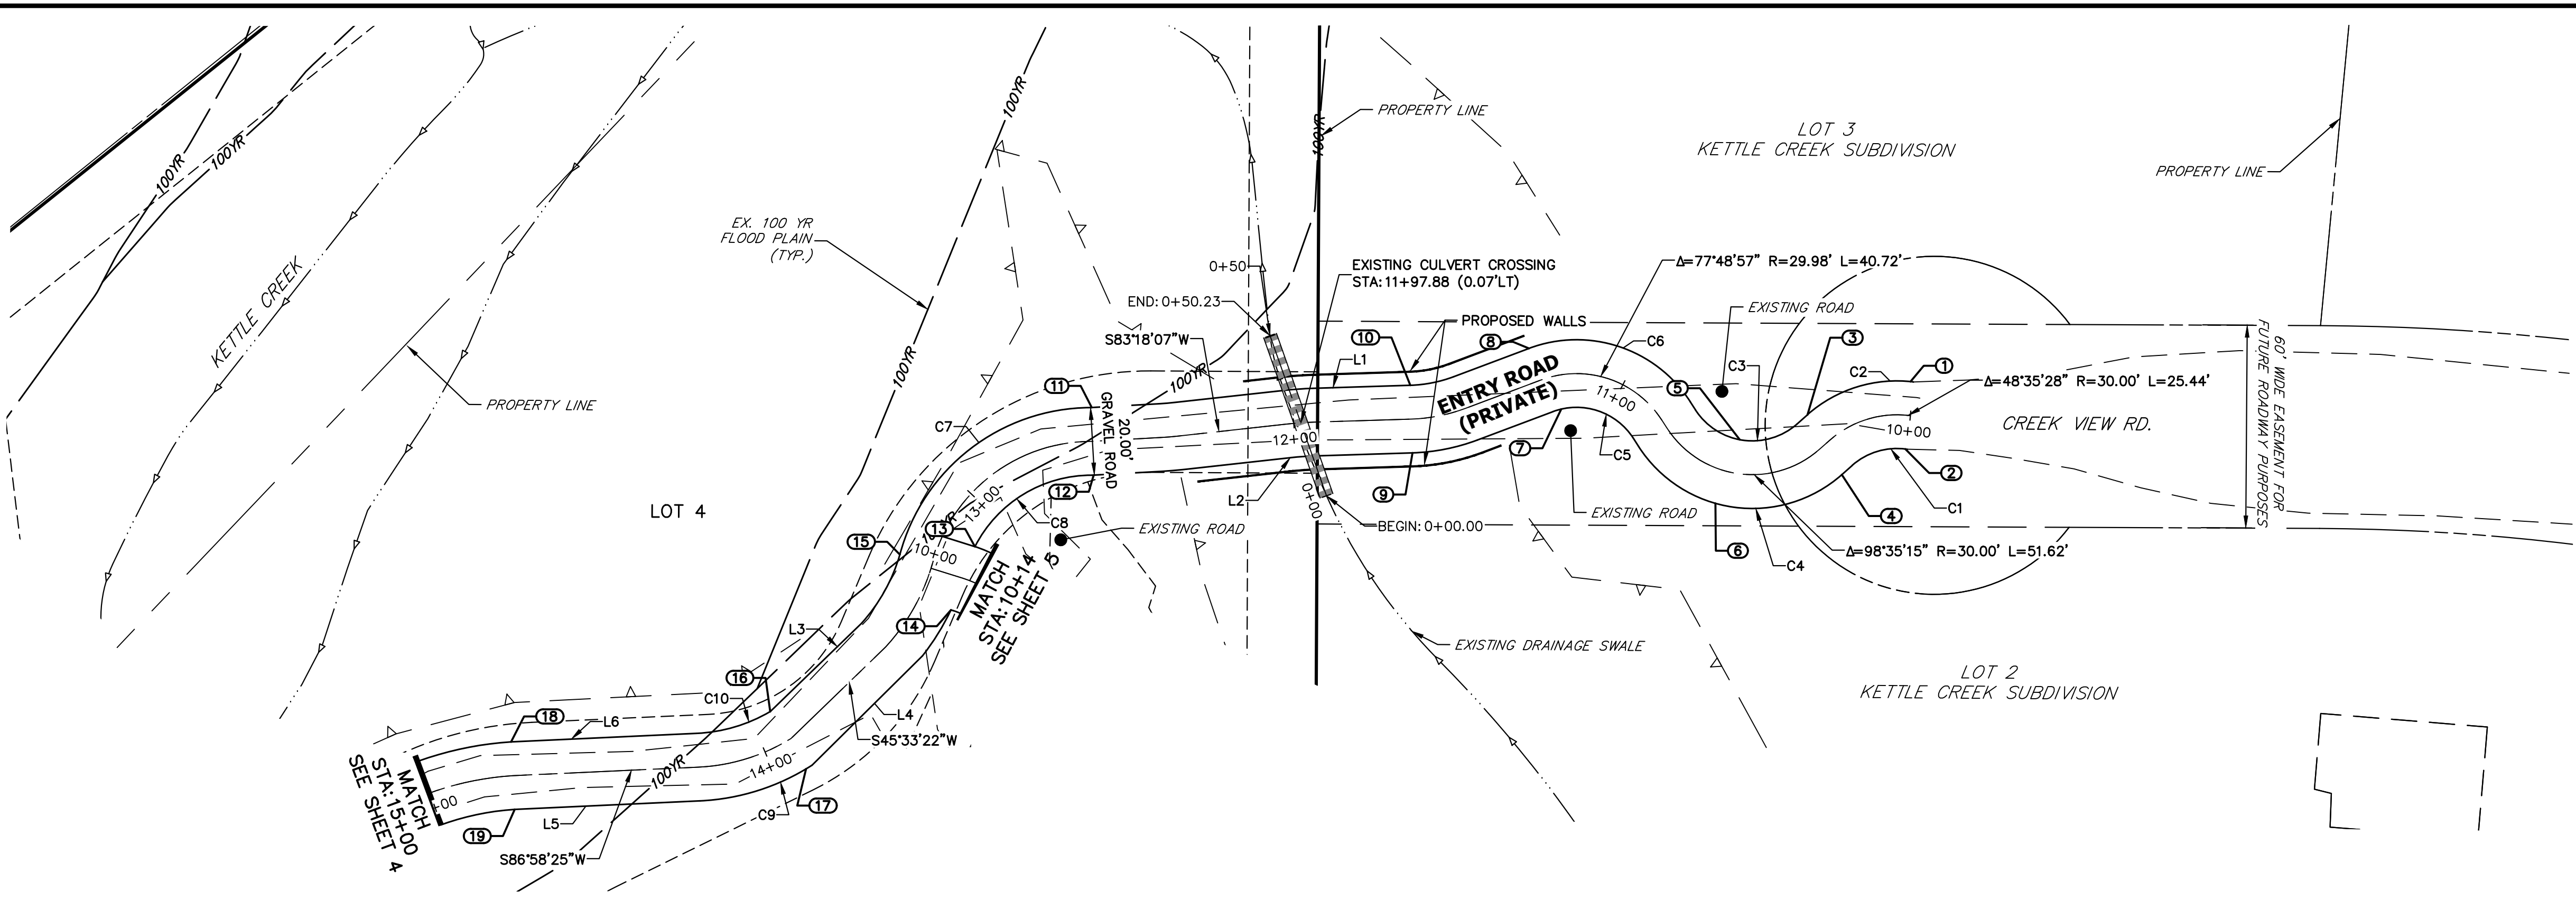 100YR
100YR
KETTLE CREEK
PROPERTY LINE
EX. 100 YR
FLOOD PLAIN
(TYP.)
100YR
100YR
LOT 4
100YR
PROPERTY LINE
LOT 3
KETTLE CREEK SUBDIVISION
PROPERTY LINE
0+50
END: 0+50.23
S83°18'07"W
EXISTING CULVERT CROSSING
STA: 11+97.88 (0.07'LT)
Δ=77°48'57" R=29.98' L=40.72'
EXISTING ROAD
PROPOSED WALLS
10
8
L1
C6
C3
3
C2
1
5
Δ=48°35'28" R=30.00' L=25.44'
ENTRY ROAD
(PRIVATE)
11+00
10+00
CREEK VIEW RD.
60' WIDE EASEMENT FOR
FUTURE ROADWAY PURPOSES
11
C7
GRAVEL ROAD
20.00'
100YR
12+00
7
C5
12
L2
0+00
9
BEGIN: 0+00.00
EXISTING ROAD
2
C1
4
6
C4
Δ=98°35'15" R=30.00' L=51.62'
13+00
YR
13
C8
EXISTING ROAD
15
10+00
14
MATCH
STA: 10+14
SEE SHEET 5
EXISTING DRAINAGE SWALE
LOT 2
KETTLE CREEK SUBDIVISION
L3
16
C10
18
L6
L4
S45°33'22"W
14+00
100YR
17
C9
L5
19
S86°58'25"W
+00
MATCH
STA: 15+00
SEE SHEET 4